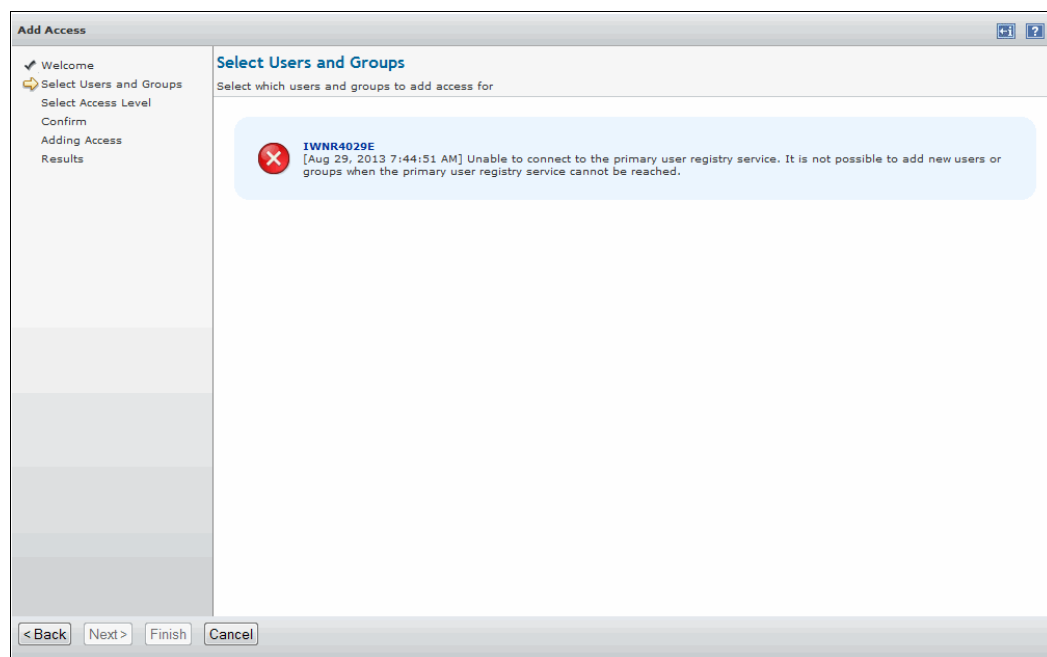 Add Access
Welcome
Select Users and Groups
Select Access Level
Confirm
Adding Access
Results
Select Users and Groups
Select which users and groups to add access for
IWNR4029E
[Aug 29, 2013 7:44:51 AM] Unable to connect to the primary user registry service. It is not possible to add new users or
groups when the primary user registry service cannot be reached.
< Back Next > Finish Cancel